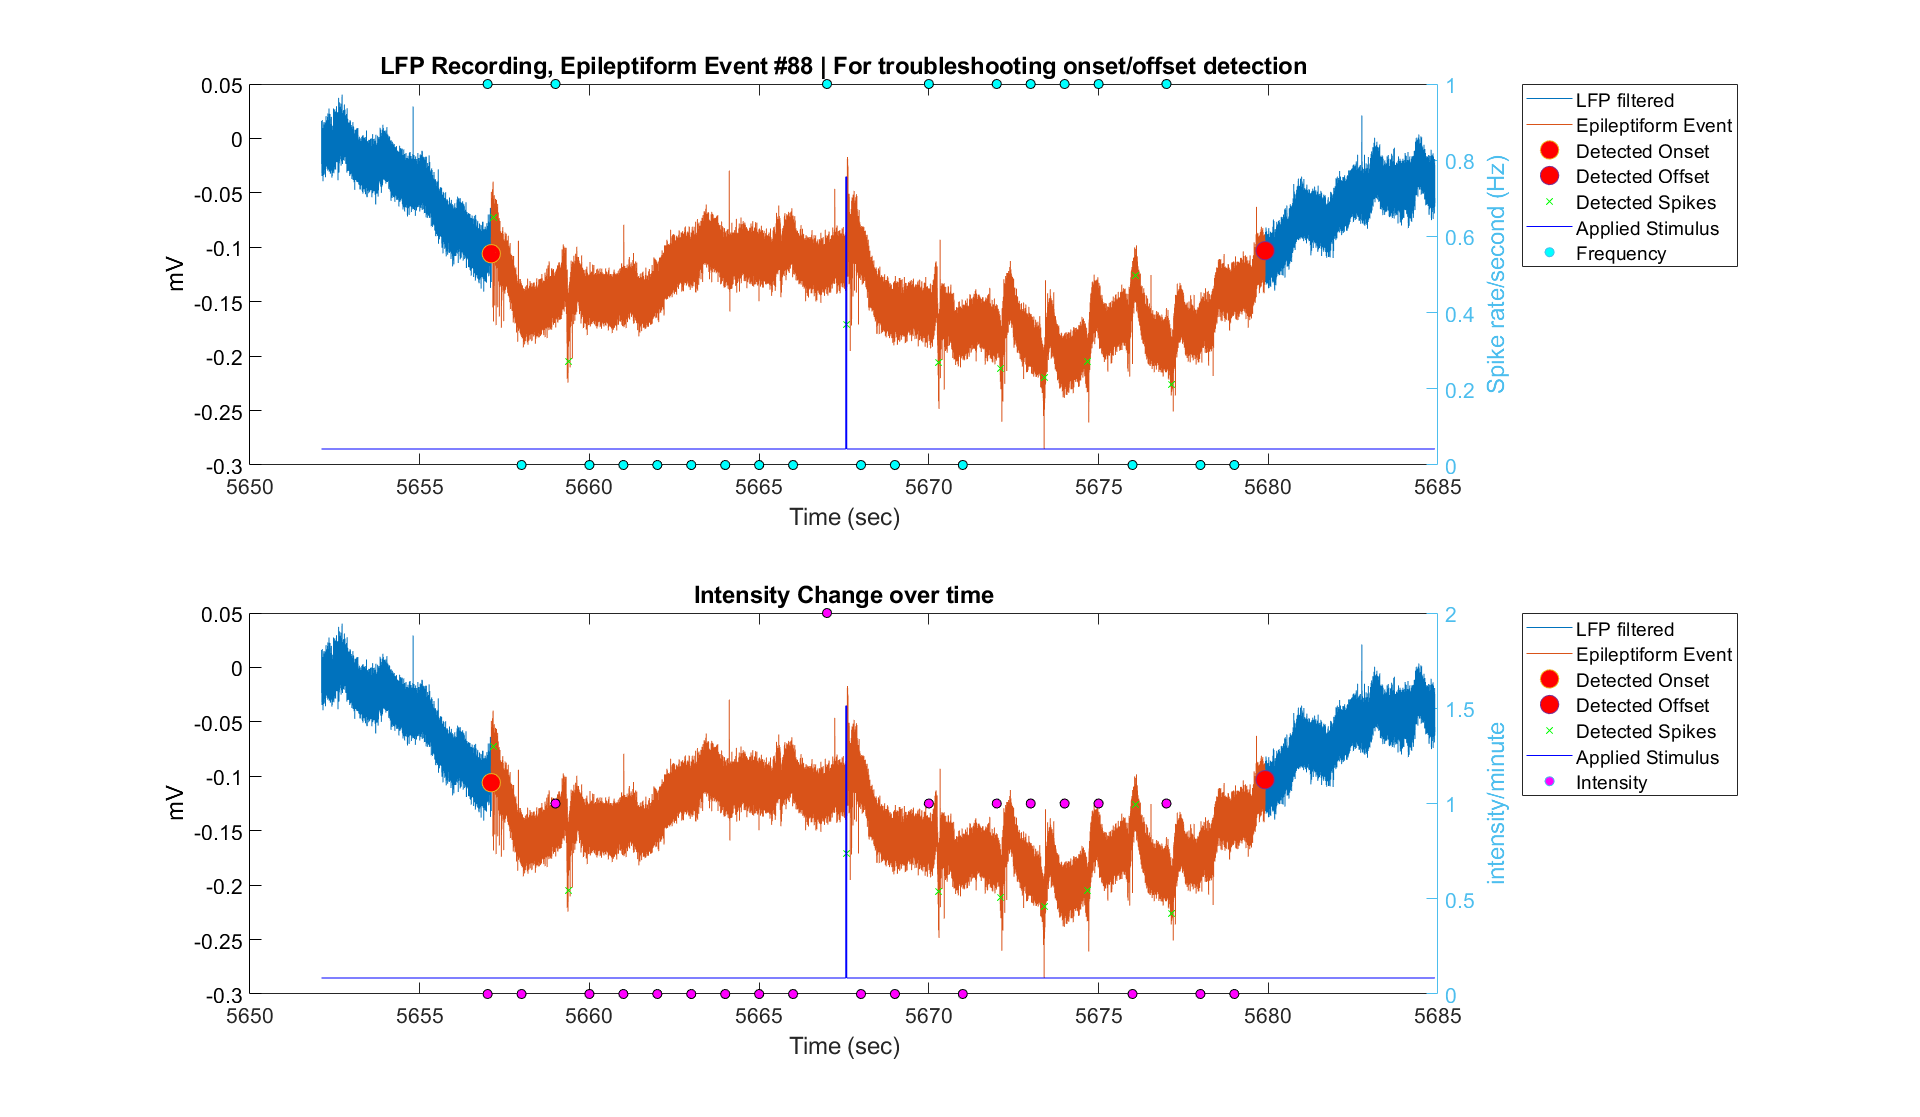 LFP Recording, Epileptiform Event #88 | For troubleshooting onset/offset detection
0.05
0
-0.05
-0.1
-0.15
-0.2
-0.25
-0.3
mV
5650 5655 5660 5665 5670 5675 5680 5685
Time (sec)
1
0.8
0.6
0.4
0.2
0
Spike rate/second (Hz)
LFP filtered
Epileptiform Event
Detected Onset
Detected Offset
Detected Spikes
Applied Stimulus
Frequency
Intensity Change over time
0.05
0
-0.05
-0.1
-0.15
-0.2
-0.25
-0.3
mV
5650 5655 5660 5665 5670 5675 5680 5685
Time (sec)
2
1.5
1
0.5
0
intensity/minute
LFP filtered
Epileptiform Event
Detected Onset
Detected Offset
Detected Spikes
Applied Stimulus
Intensity